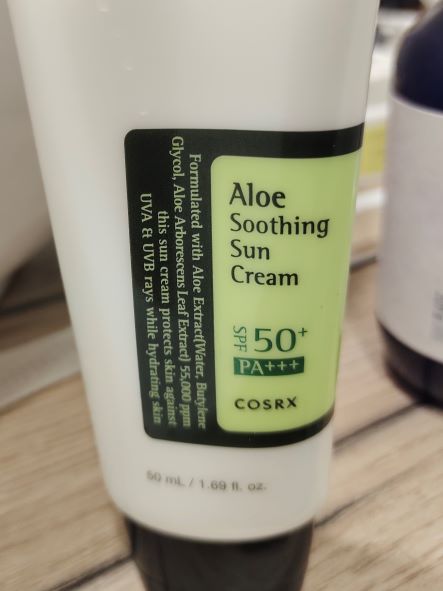 Aloe
Soothing
Sun
Cream
SPF 50+
PA+++
COSRX
Formulated with Aloe Extract(Water, Butylene
Glycol, Aloe Arborescens Leaf Extract) 55,000 ppm
this sun cream protects skin against
UVA & UVB rays while hydrating skin
50 mL / 1.69 fl. oz.